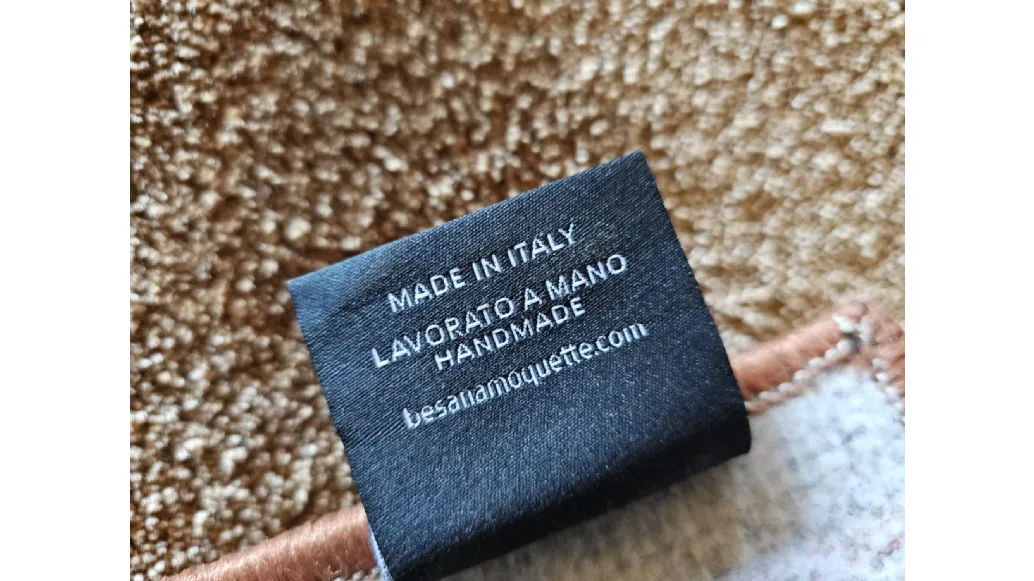 MADE IN ITALY
LAVORATO A MANO
HANDMADE
besanamoquette.com